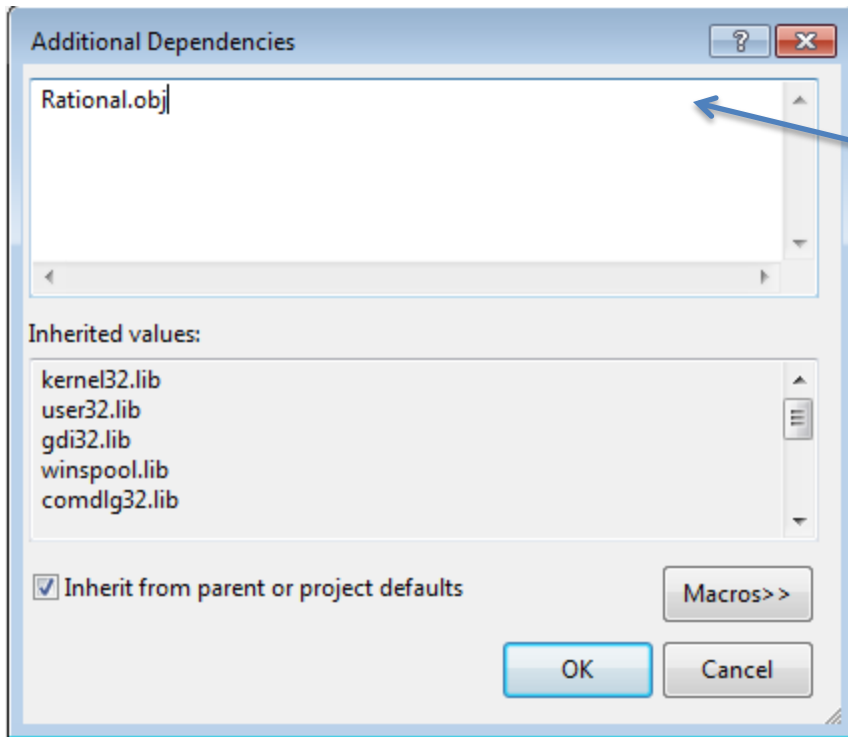 Additional Dependencies
?
Rational.obj
Inherited values:
kernel32.lib
user32.lib
gdi32.lib
winspool.lib
comdlg32.lib
Inherit from parent or project defaults
Macros>>
OK
Cancel